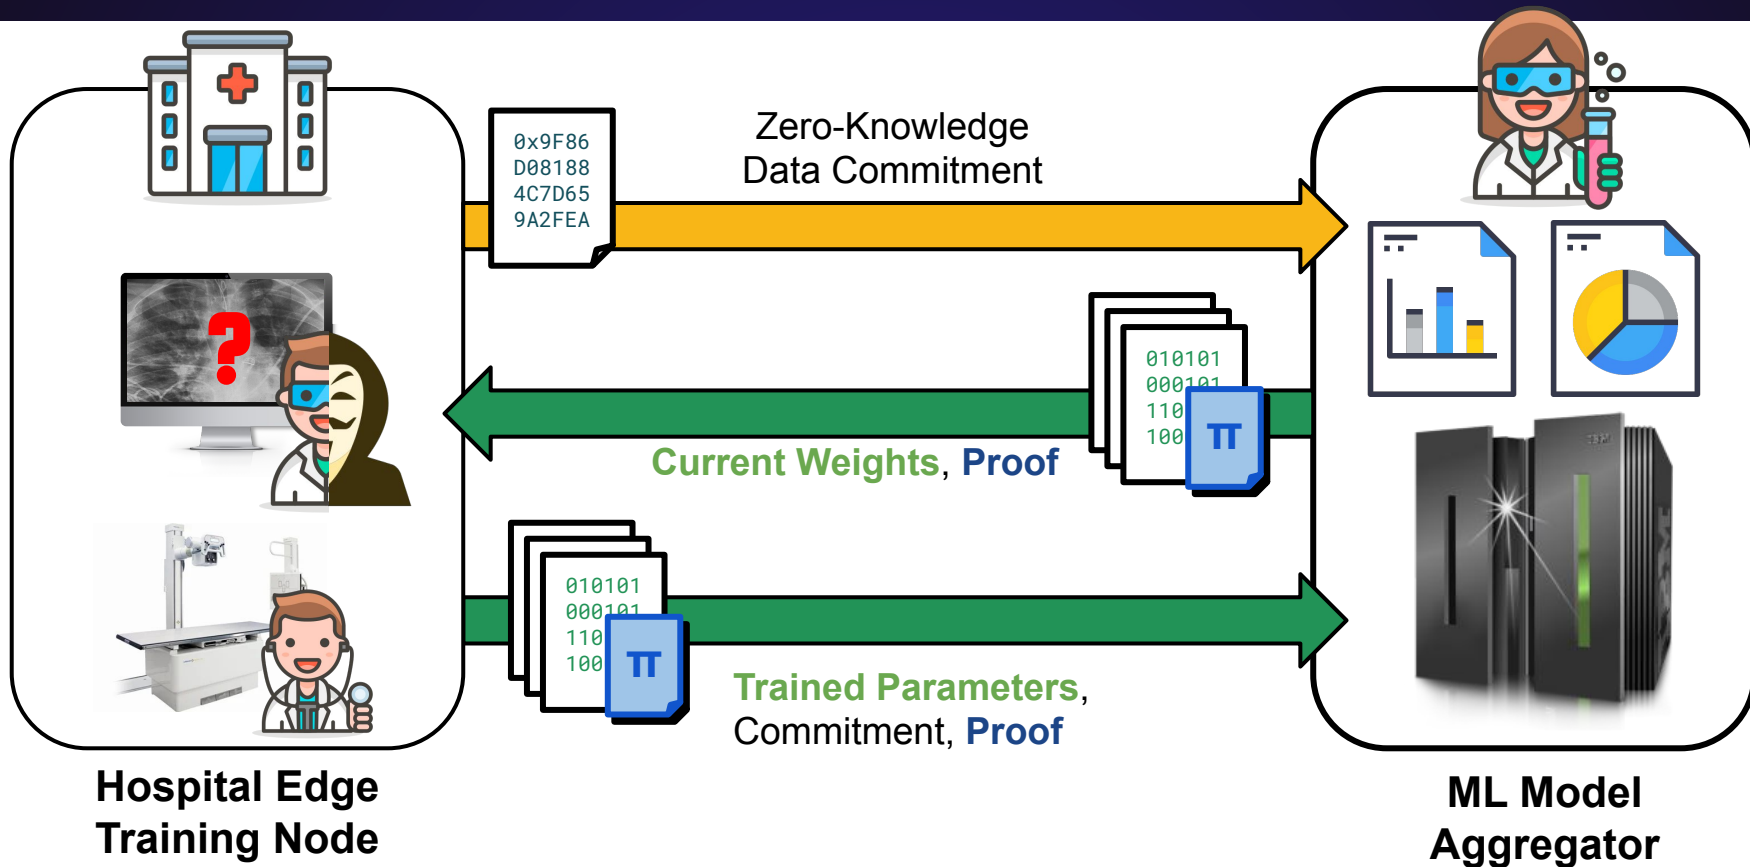 0x9F86
D08188
4C7D65
9A2FEA
Zero-Knowledge
Data Commitment
010101
000101
110
100
π
Current Weights, Proof
010101
000101
110
100
π
Trained Parameters,
Commitment, Proof
Hospital Edge
Training Node
ML Model
Aggregator